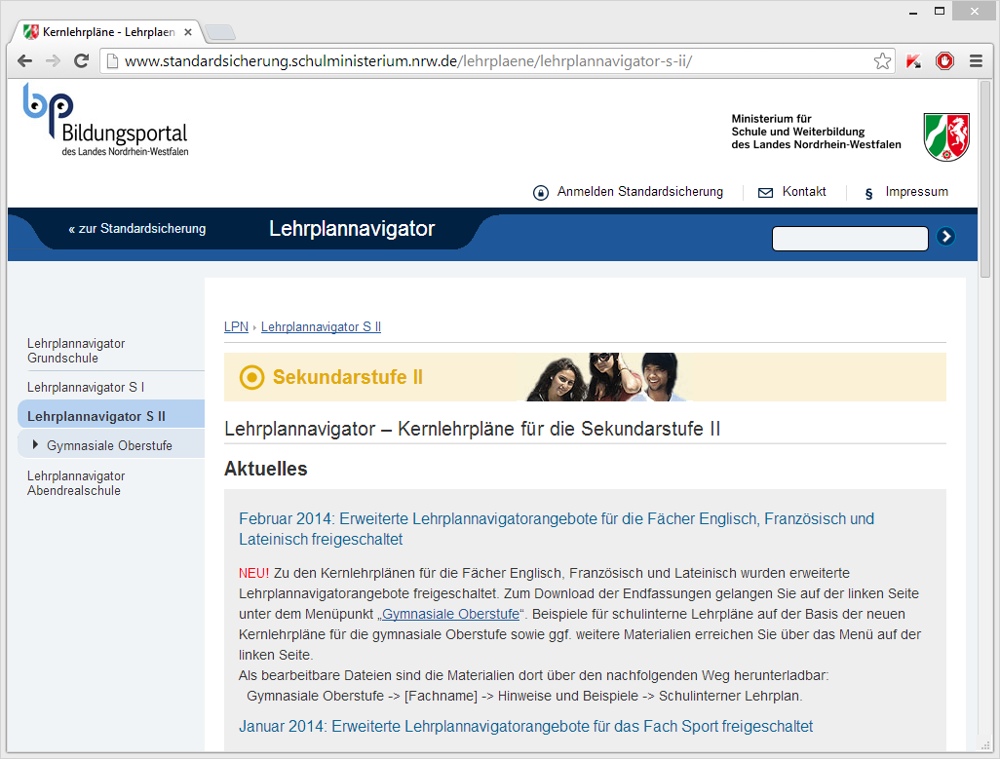 Kernlehrpläne - Lehrplaen
www.standardsicherung.schulministerium.nrw.de/lehrplaene/lehrplannavigator-s-ii/
bp
Bildungsportal
des Landes Nordrhein-Westfalen
Ministerium für
Schule und Weiterbildung
des Landes Nordrhein-Westfalen
Anmelden Standardsicherung
Kontakt
§ Impressum
« zur Standardsicherung
Lehrplannavigator
Lehrplannavigator
Grundschule
Lehrplannavigator S I
Lehrplannavigator S II
Gymnasiale Oberstufe
Lehrplannavigator
Abendrealschule
LPN Lehrplannavigator S II
Sekundarstufe II
Lehrplannavigator – Kernlehrpläne für die Sekundarstufe II
Aktuelles
Februar 2014: Erweiterte Lehrplannavigatorangebote für die Fächer Englisch, Französisch und
Lateinisch freigeschaltet
NEU! Zu den Kernlehrplänen für die Fächer Englisch, Französisch und Lateinisch wurden erweiterte
Lehrplannavigatorangebote freigeschaltet. Zum Download der Endfassungen gelangen Sie auf der linken Seite
unter dem Menüpunkt „Gymnasiale Oberstufe“. Beispiele für schulinterne Lehrpläne auf der Basis der neuen
Kernlehrpläne für die gymnasiale Oberstufe sowie ggf. weitere Materialien erreichen Sie über das Menü auf der
linken Seite.
Als bearbeitbare Dateien sind die Materialien dort über den nachfolgenden Weg herunterladbar:
Gymnasiale Oberstufe -> [Fachname] -> Hinweise und Beispiele -> Schulinterner Lehrplan.
Januar 2014: Erweiterte Lehrplannavigatorangebote für das Fach Sport freigeschaltet